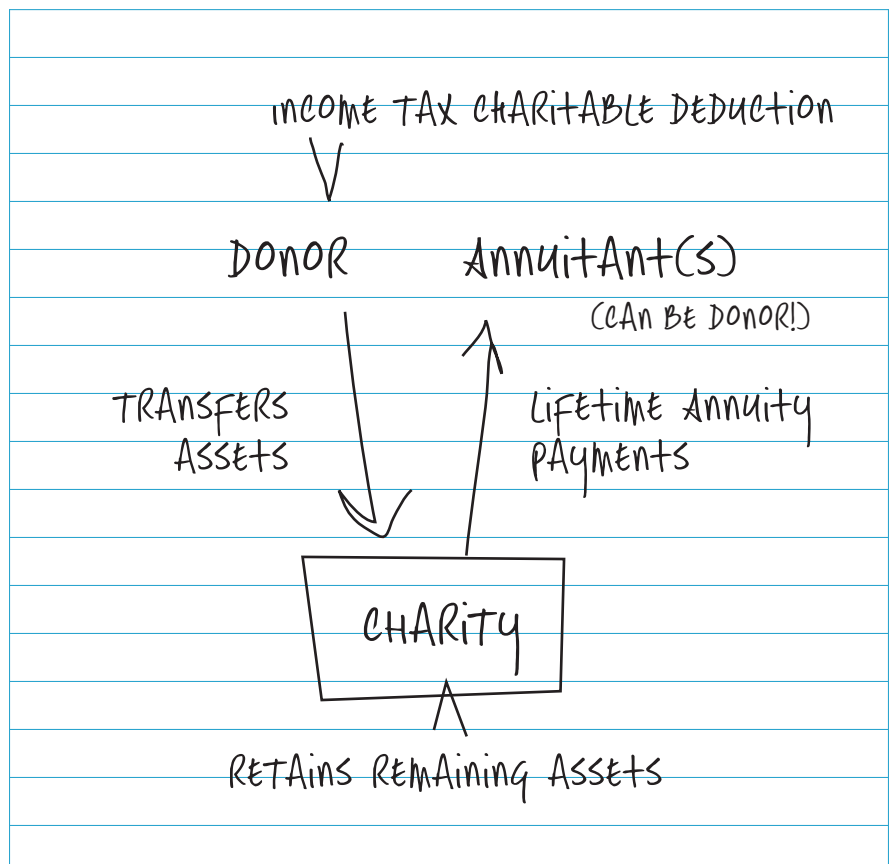 inCOME TAX CHARiTABLE DEDUCTiOn
DOnOR
AnnuitAnt(S)
(CAn BE DOnOR!)
TRAnSFERS
ASSETS
LiFEtiME AnnuitY
PAYMEntS
CHARiTY
RETAinS REMAininG ASSETS